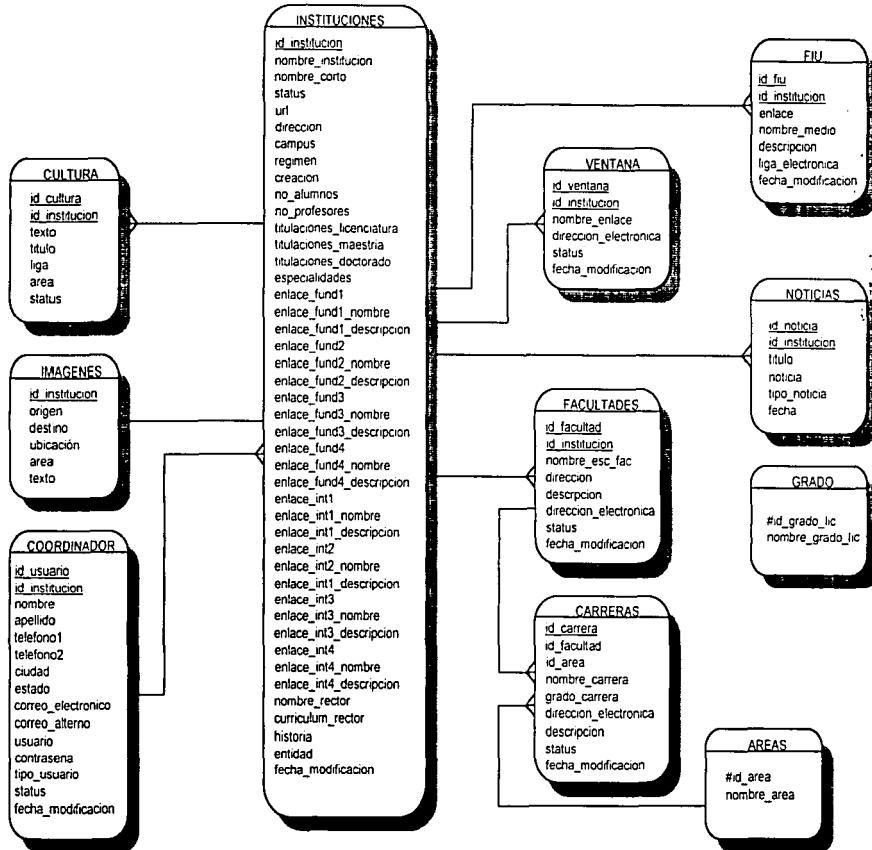 INSTITUCIONES
id_institucion
nombre_institucion
nombre_corto
status
url
direccion
campus
regimen
creacion
no_alumnos
no_profesores
titulaciones_licenciatura
titulaciones_maestria
titulaciones_doctorado
especialidades
enlace_fund1
enlace_fund1_nombre
enlace_fund1_descripcion
enlace_fund2
enlace_fund2_nombre
enlace_fund2_descripcion
enlace_fund3
enlace_fund3_nombre
enlace_fund3_descripcion
enlace_fund4
enlace_fund4_nombre
enlace_fund4_descripcion
enlace_int1
enlace_int1_nombre
enlace_int1_descripcion
enlace_int2
enlace_int2_nombre
enlace_int1_descripcion
enlace_int3
enlace_int3_nombre
enlace_int3_descripcion
enlace_int4
enlace_int4_nombre
enlace_int4_descripcion
nombre_rector
curriculum_rector
historia
entidad
fecha_modificacion
CULTURA
id_cultura
id_institucion
texto
titulo
liga
area
status
IMAGENES
id_institucion
origen
destino
ubicación
area
texto
COORDINADOR
id_usuario
id_institucion
nombre
apellido
telefono1
telefono2
ciudad
estado
correo_electronico
correo_alterno
usuario
contrasena
tipo_usuario
status
fecha_modificacion
VENTANA
id_ventana
id_institucion
nombre_enlace
direccion_electronica
status
fecha_modificacion
FACULTADES
id_facultad
id_institucion
nombre_esc_fac
direccion
descrpcion
direccion_electronica
status
fecha_modificacion
CARRERAS
id_carrera
id_facultad
id_area
nombre_carrera
grado_carrera
direccion_electronica
descripcion
status
fecha_modificacion
FIU
id_fiu
id_institucion
enlace
nombre_medio
descripcion
liga_electronica
fecha_modificacion
NOTICIAS
id_noticia
id_institucion
titulo
noticia
tipo_noticia
fecha
GRADO
#id_grado_lic
nombre_grado_lic
AREAS
#id_area
nombre_area